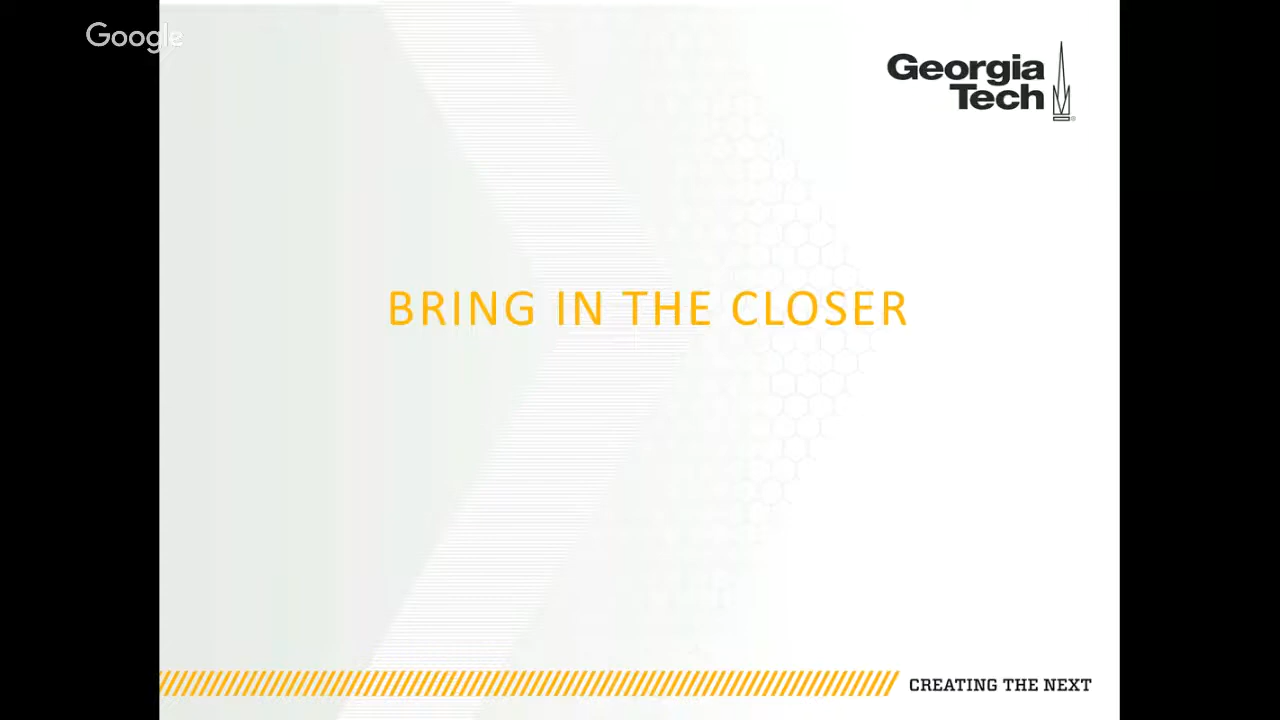 Google
Georgia
Tech
BRING IN THE CLOSER
CREATING THE NEXT